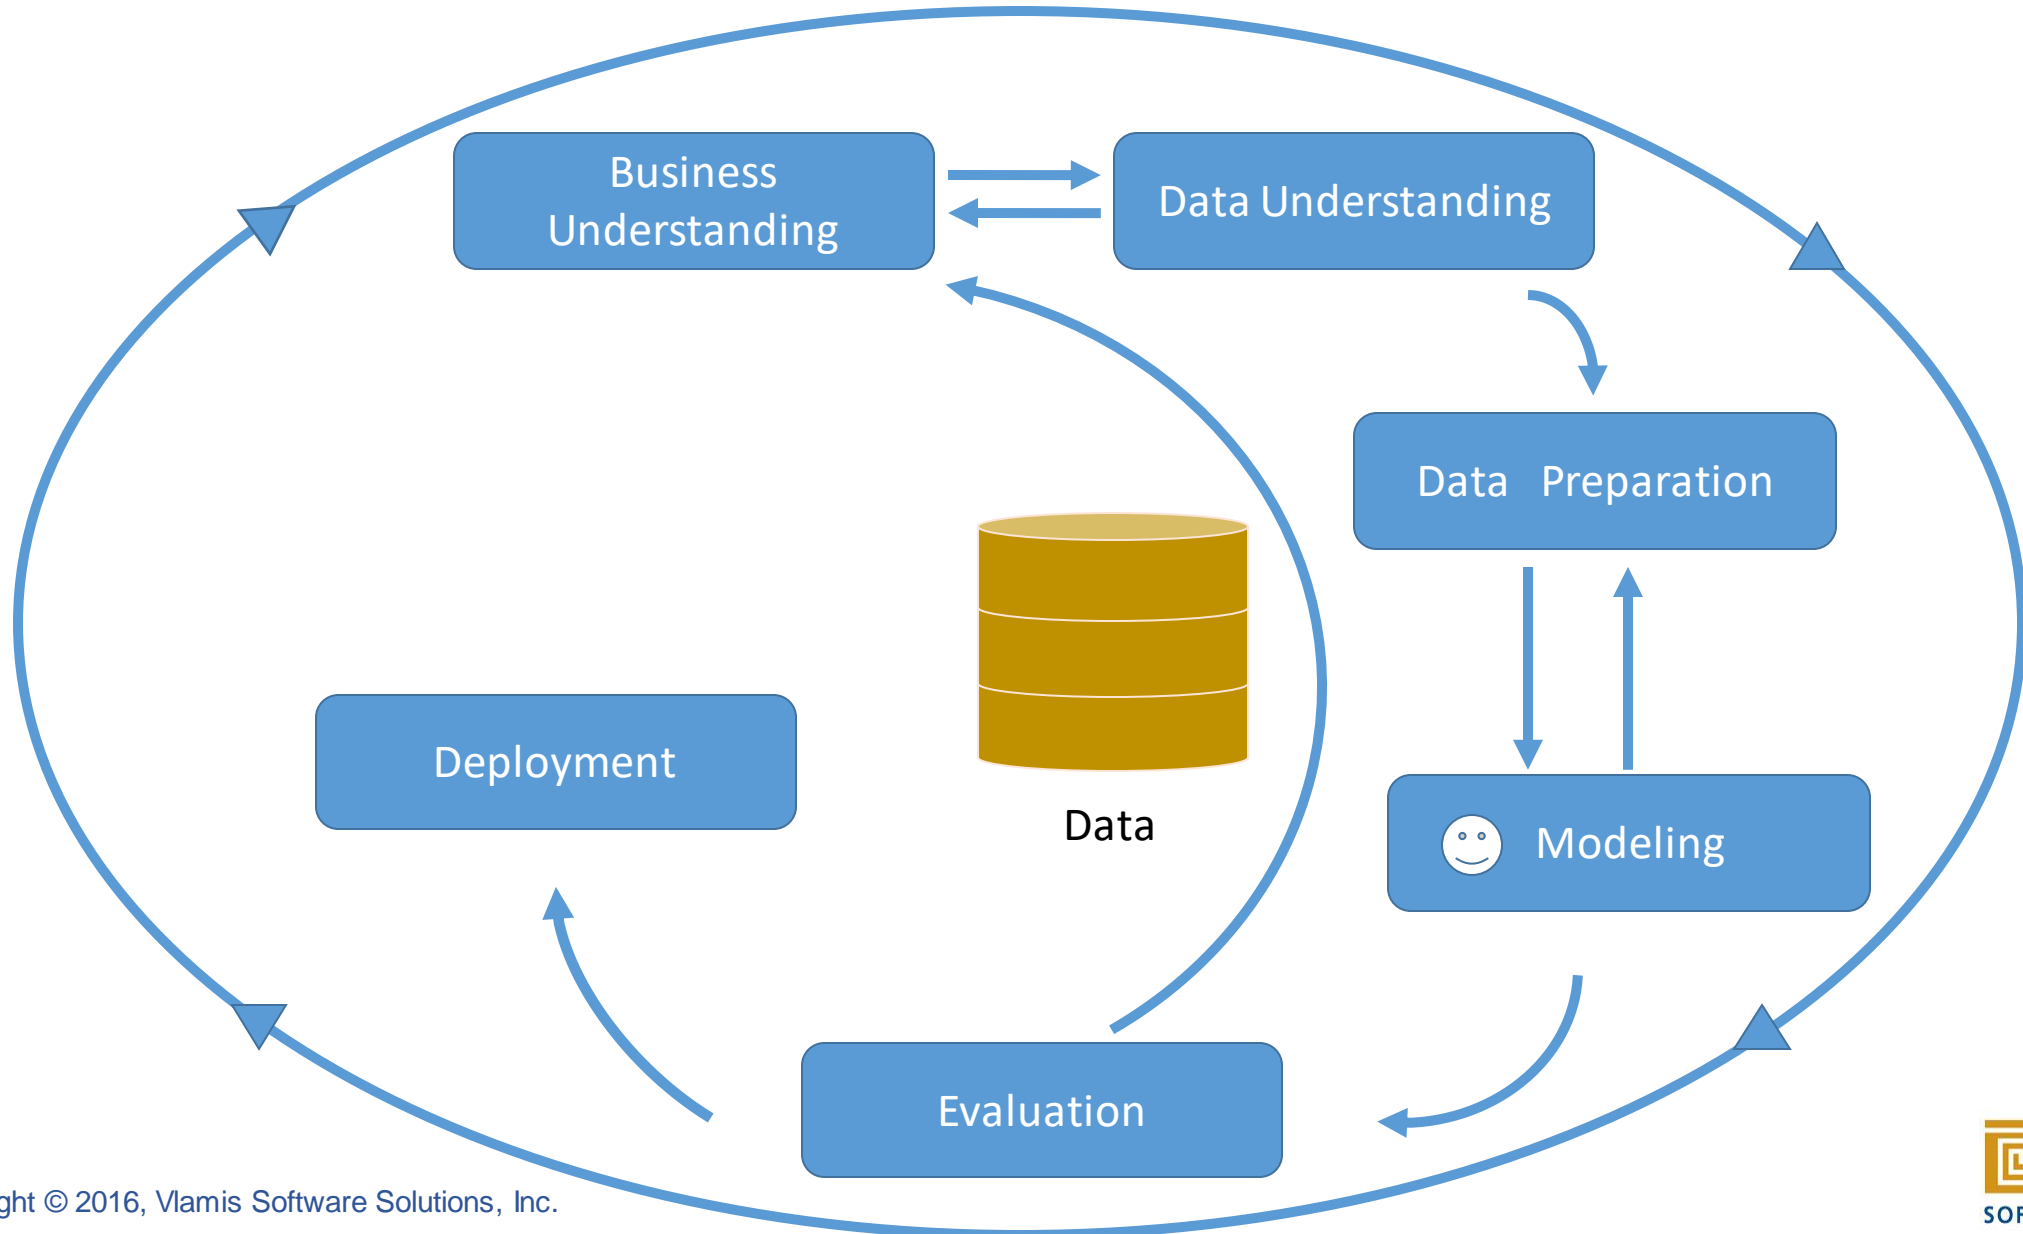 Business
Understanding
Data Understanding
Data Preparation
Deployment
Data
Modeling
Evaluation
ght © 2016, Vlamis Software Solutions, Inc.
SOF